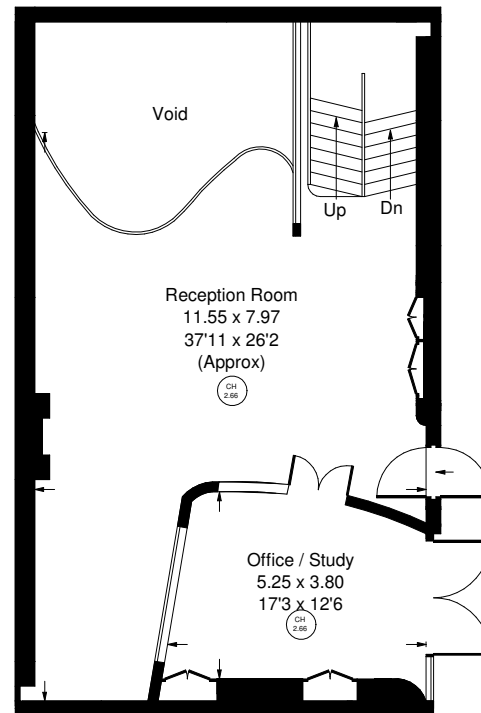 Void
Up
Dn
Reception Room
11.55 x 7.97
37'11 x 26'2
(Approx)
CH
2.66
Office / Study
5.25 x 3.80
17'3 x 12'6
CH
2.66